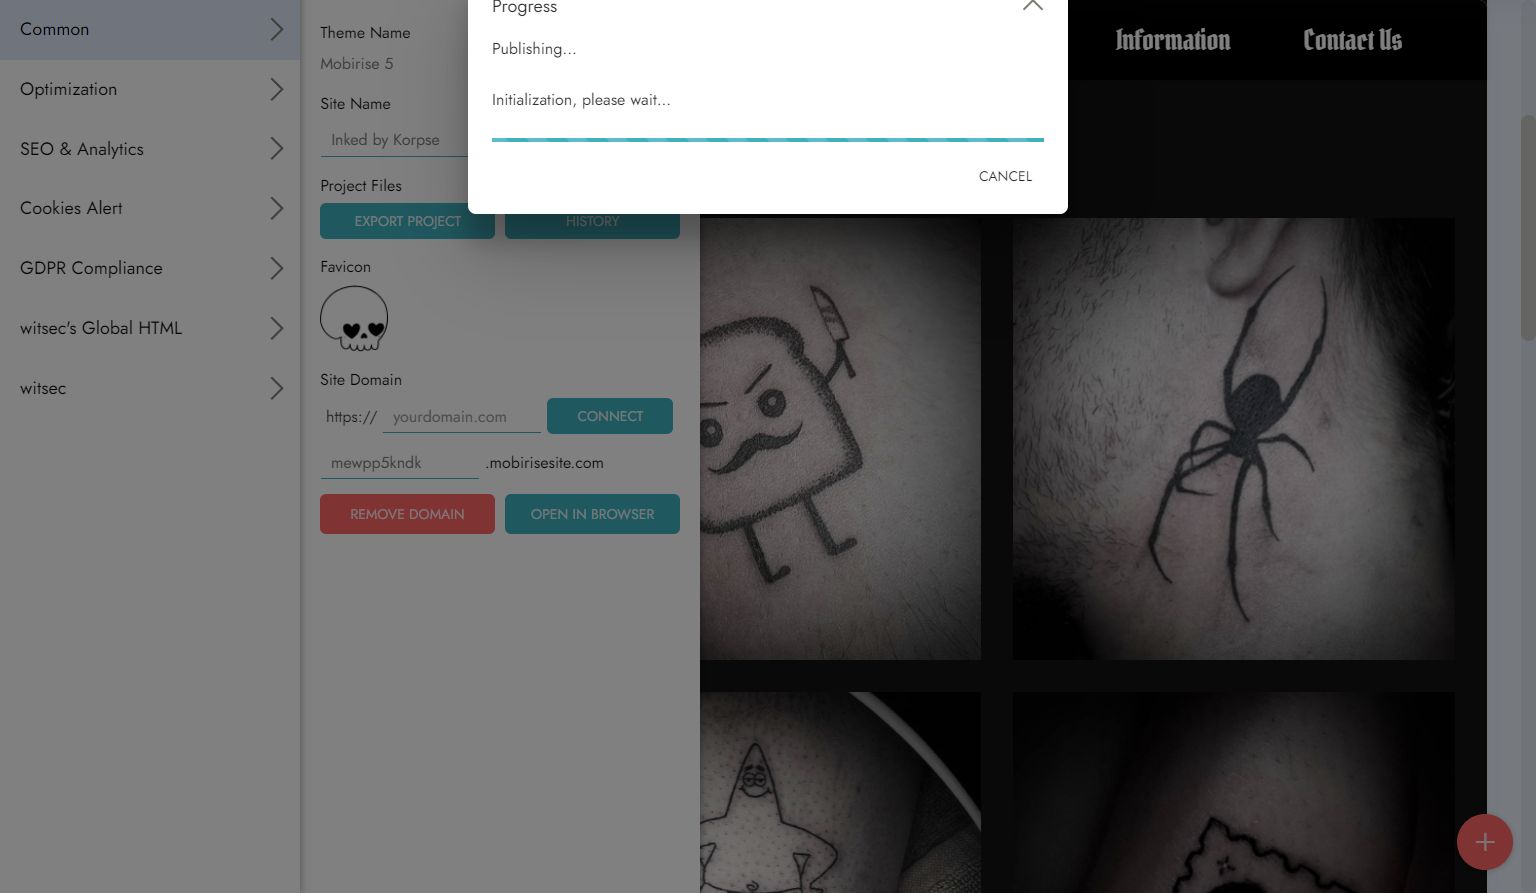 Common
Optimization
SEO & Analytics
Cookies Alert
GDPR Compliance
witsec's Global HTML
witsec
Theme Name
Mobirise 5
Site Name
Inked by Korpse
Project Files
EXPORT PROJECT
HISTORY
Favicon
Site Domain
https://
yourdomain.com
CONNECT
mewpp5kndk
.mobirisesite.com
REMOVE DOMAIN
OPEN IN BROWSER
Progress
Publishing...
Initialization, please wait...
CANCEL
Information
Contact Us